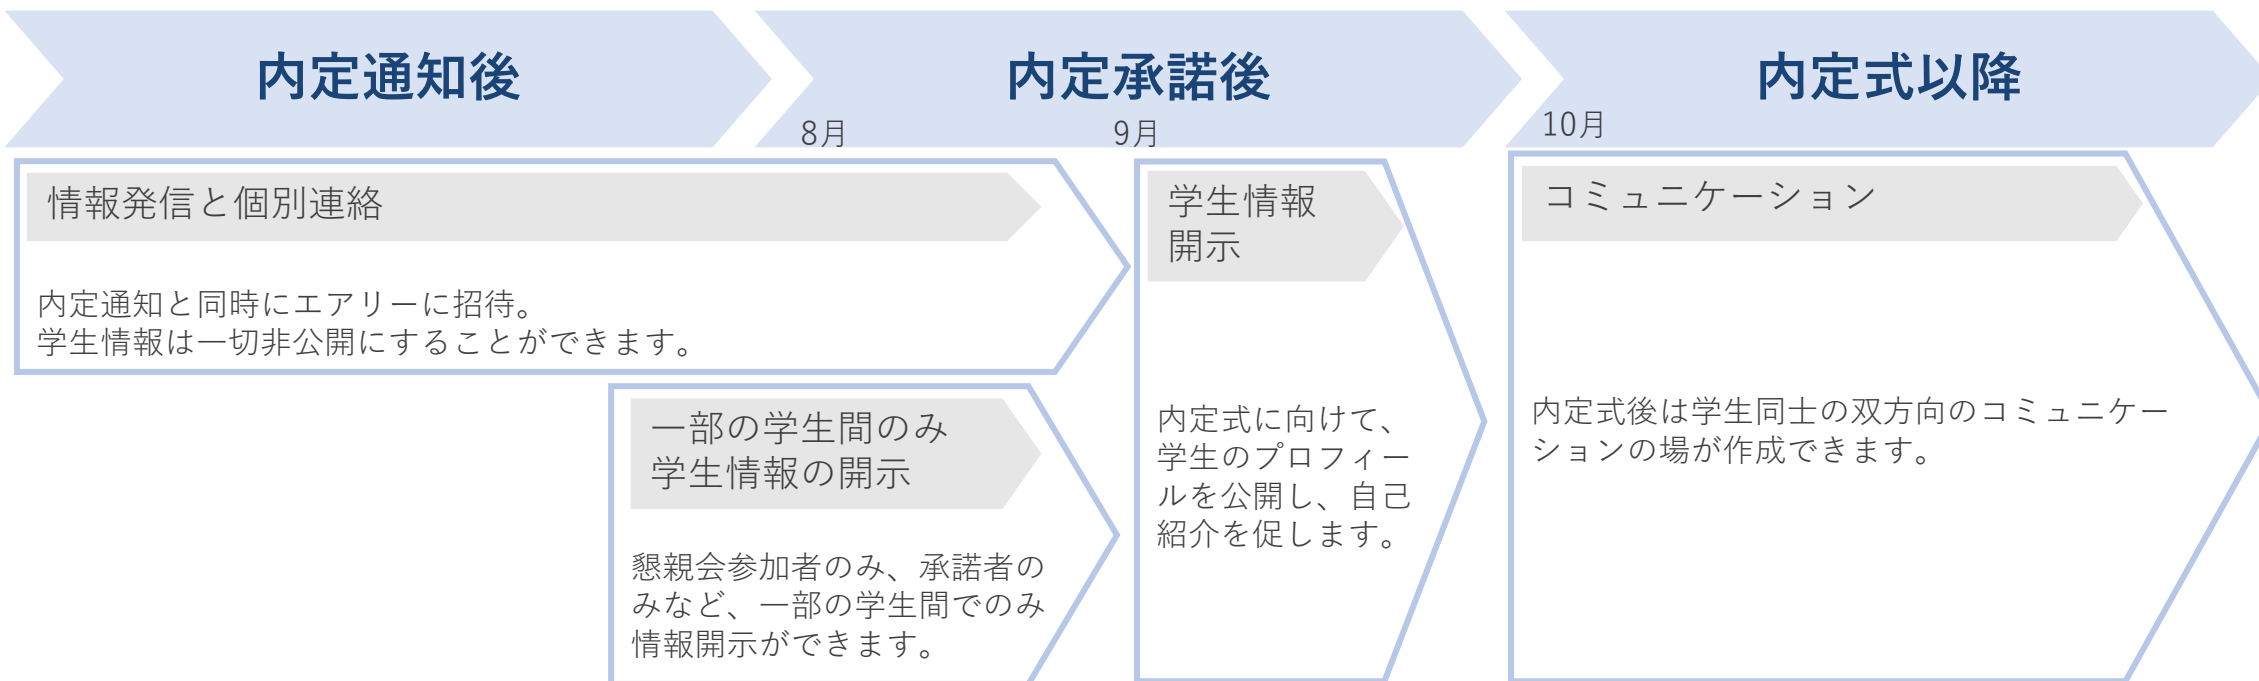 内定通知後
内定承諾後
内定式以降
8月
9月
10月
情報発信と個別連絡
内定通知と同時にエアリーに招待。
学生情報は一切非公開にすることができます。
一部の学生間のみ
学生情報の開示
懇親会参加者のみ、承諾者の
みなど、一部の学生間でのみ
情報開示ができます。
学生情報
開示
内定式に向けて、
学生のプロフィー
ルを公開し、自己
紹介を促します。
コミュニケーション
内定式後は学生同士の双方向のコミュニケー
ションの場が作成できます。